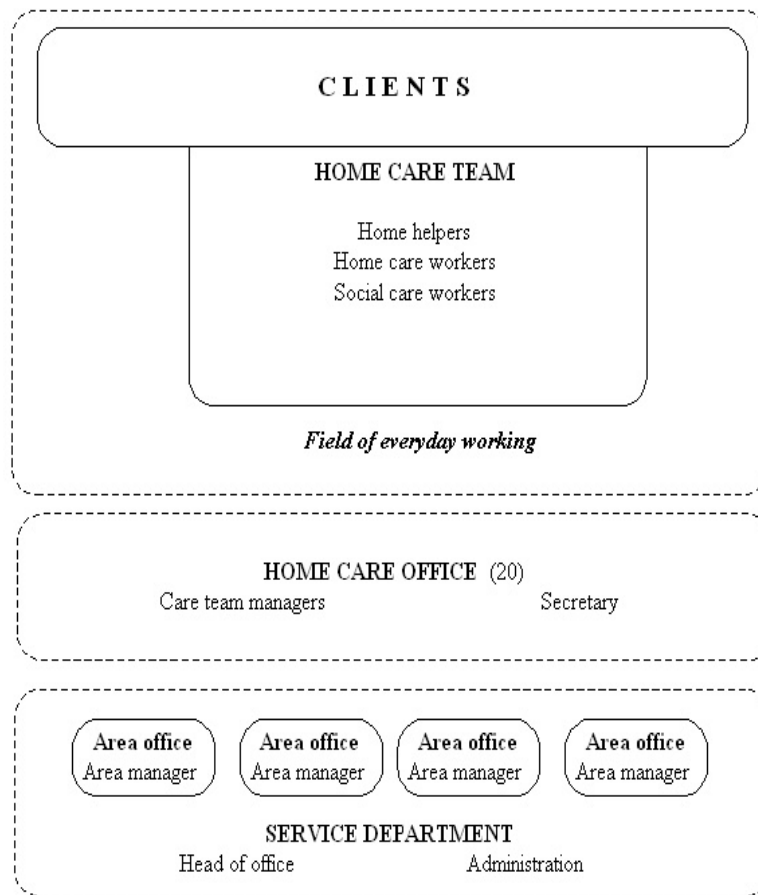 C L I E N T S
HOME CARE TEAM
Home helpers
Home care workers
Social care workers
Field of everyday working
HOME CARE OFFICE (20)
Care team managers Secretary
Area office Area office Area office Area office
Area manager Area manager Area manager Area manager
SERVICE DEPARTMENT
Head of office Administration